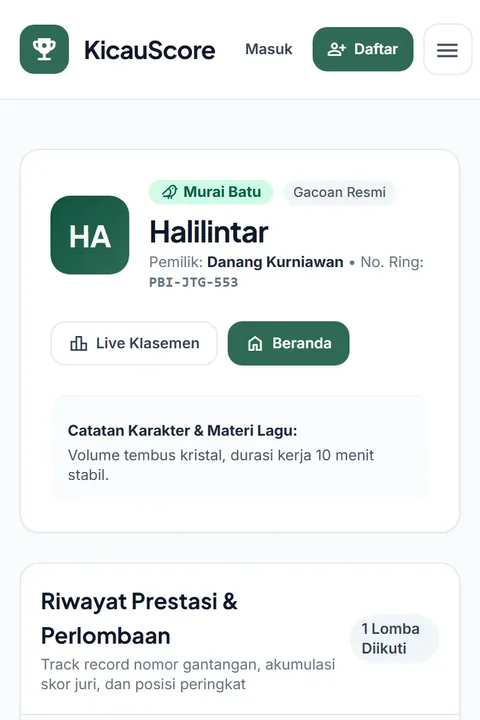 KicauScore
Masuk
Daftar
Murai Batu
Gacoan Resmi
HA
Halilintar
Pemilik: Danang Kurniawan • No. Ring:
PBI-JTG-553
Live Klasemen
Beranda
Catatan Karakter & Materi Lagu:
Volume tembus kristal, durasi kerja 10 menit
stabil.
Riwayat Prestasi &
Perlombaan
1 Lomba
Diikuti
Track record nomor gantangan, akumulasi
skor juri, dan posisi peringkat